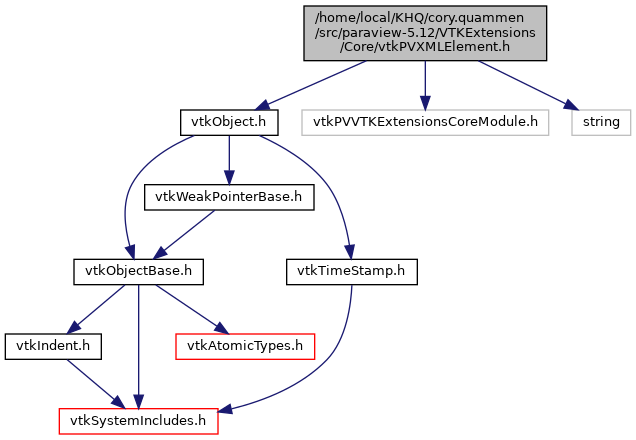 /home/local/KHQ/cory.quammen
/src/paraview-5.12/VTKExtensions
/Core/vtkPVXMLElement.h
vtkObject.h
vtkPVVTKExtensionsCoreModule.h
string
vtkWeakPointerBase.h
vtkObjectBase.h
vtkTimeStamp.h
vtkIndent.h
vtkAtomicTypes.h
vtkSystemIncludes.h